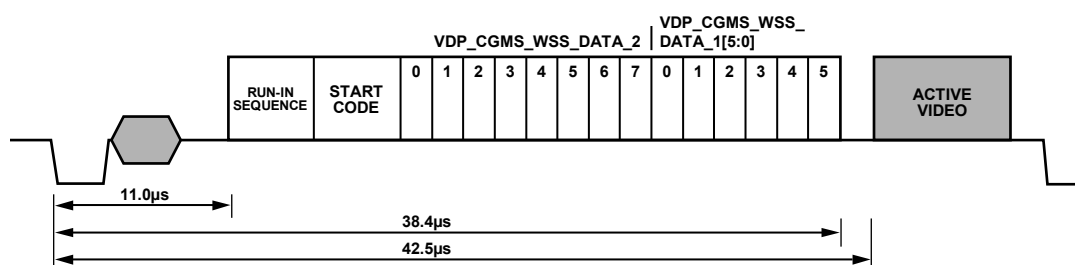 VDP_CGMS_WSS_DATA_2
VDP_CGMS_WSS_
DATA_1[5:0]
RUN-IN
SEQUENCE
START
CODE
0 1 2 3 4 5 6 7 0 1 2 3 4 5
ACTIVE
VIDEO
11.0µs
38.4µs
42.5µs